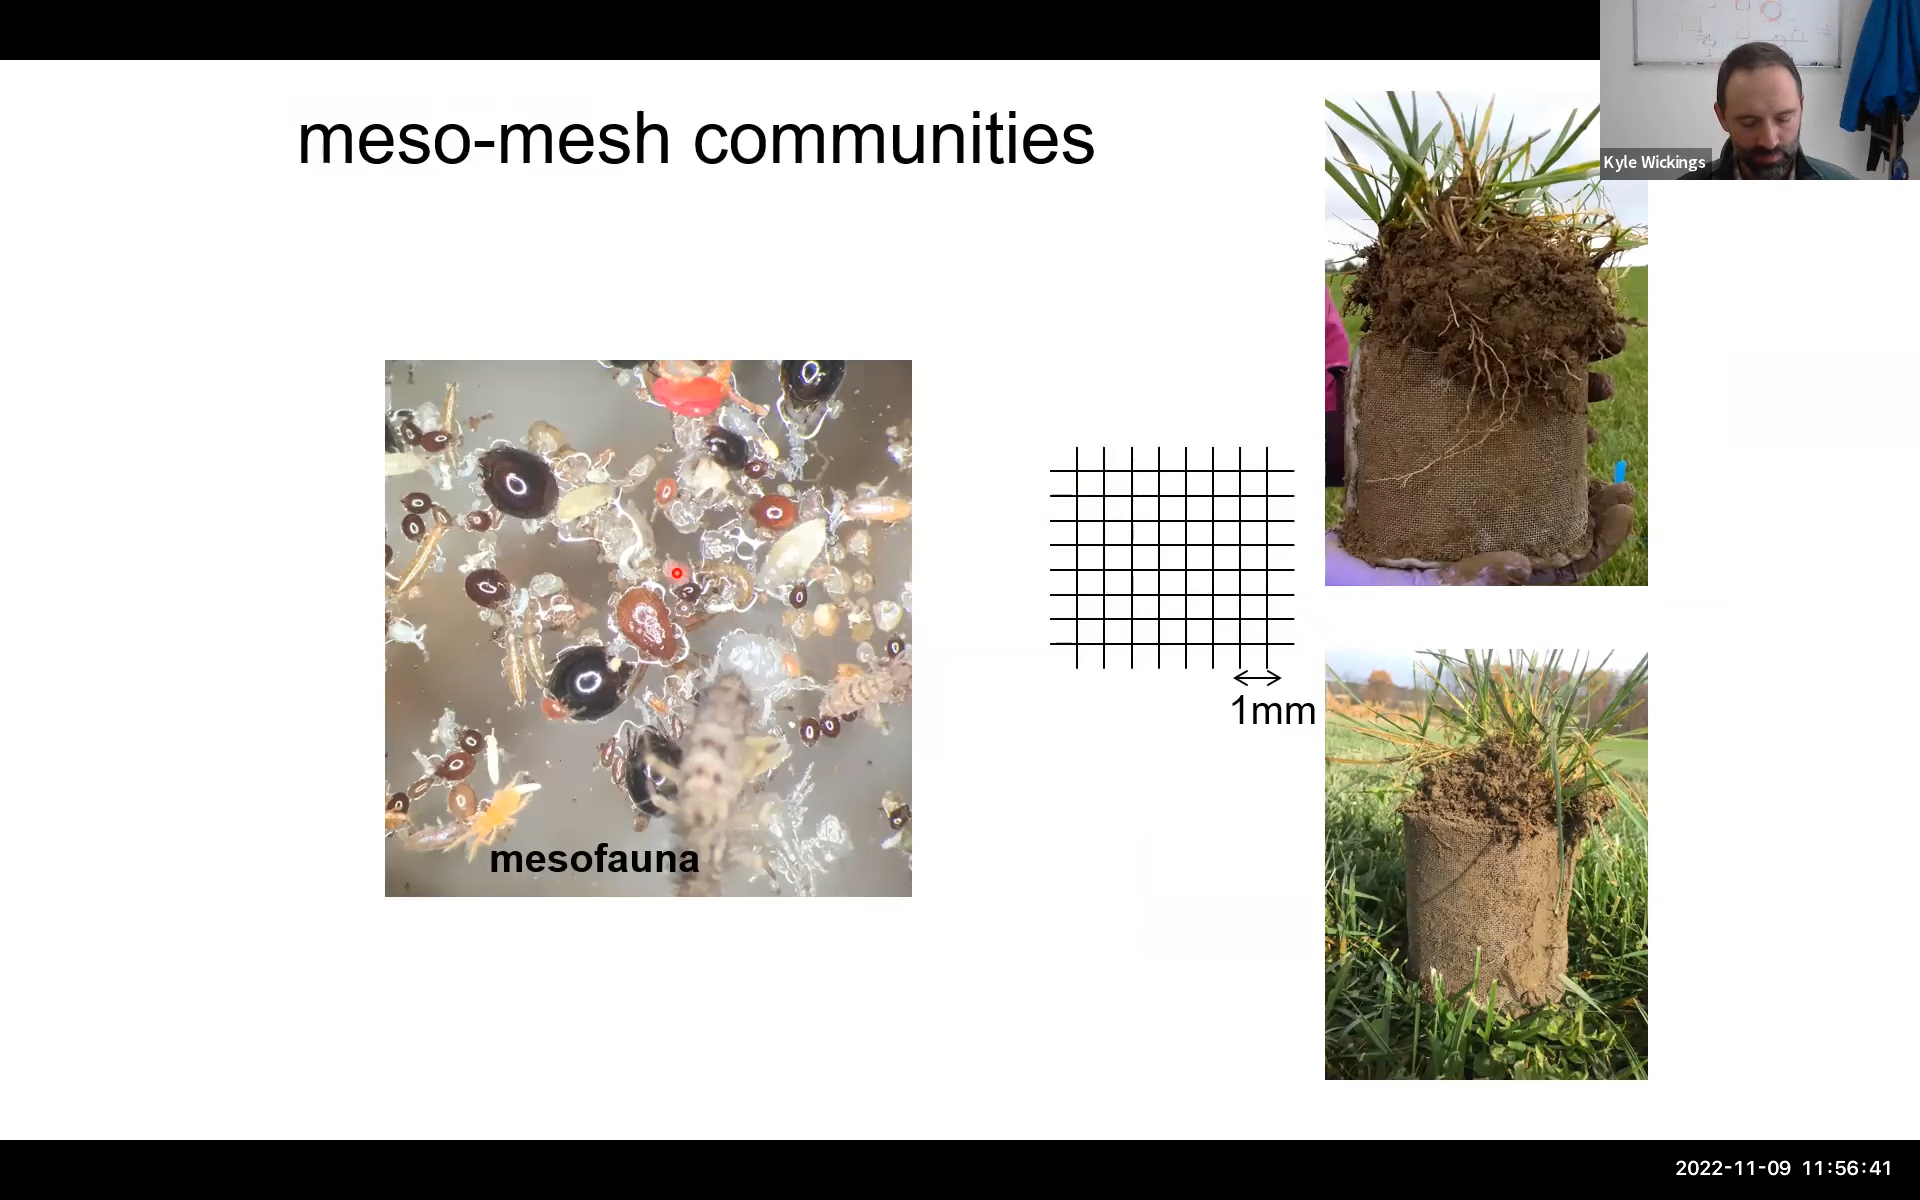 meso-mesh communities
Kyle Wickings
1mm
mesofauna
2022-11-09 11:56:41